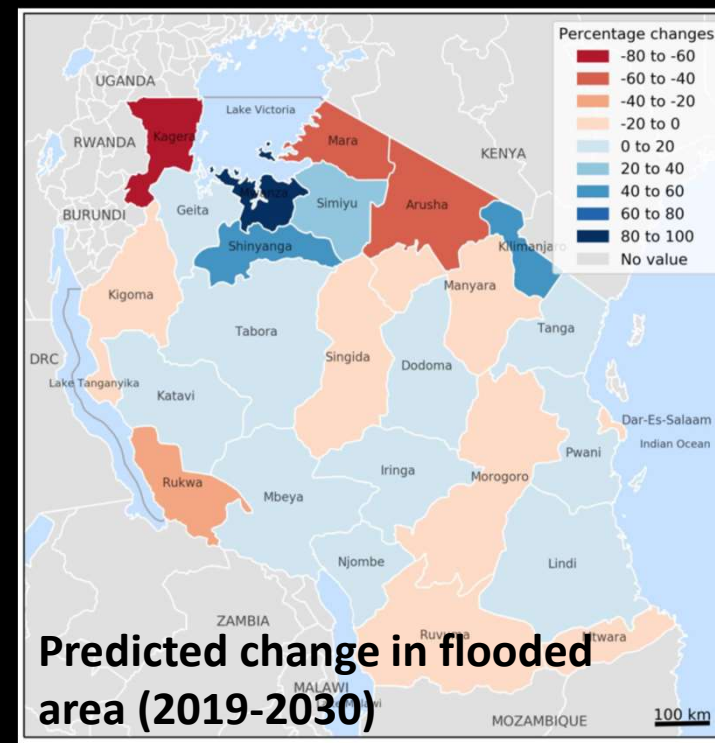 Percentage changes
-80 to -60
-60 to -40
-40 to -20
-20 to 0
0 to 20
20 to 40
40 to 60
60 to 80
80 to 100
No value
UGANDA
Lake Victoria
RWANDA
Kagera
Mara
KENYA
BURUNDI
Geita
Mwanza
Simiyu
Arusha
Shinyanga
Kilimanjaro
Kigoma
Manyara
Tabora
Singida
Tanga
DRC
Dodoma
Lake Tanganyika
Katavi
Dar-Es-Salaam
Indian Ocean
Pwani
Rukwa
Iringa
Morogoro
Mbeya
Njombe
Lindi
ZAMBIA
Ruvuma
Mtwara
MALAWI
MOZAMBIQUE
100 km
Predicted change in flooded
area (2019-2030)